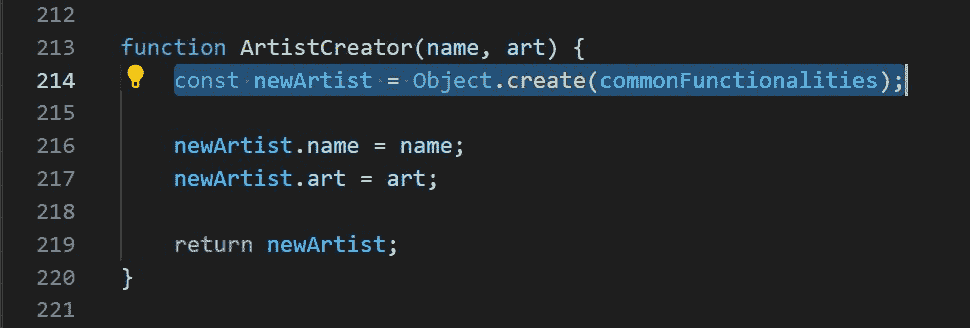 212
213 function ArtistCreator(name, art) {
214 const newArtist = Object.create(commonFunctionalities);
215
216 newArtist.name = name;
217 newArtist.art = art;
218
219 return newArtist;
220 }
221